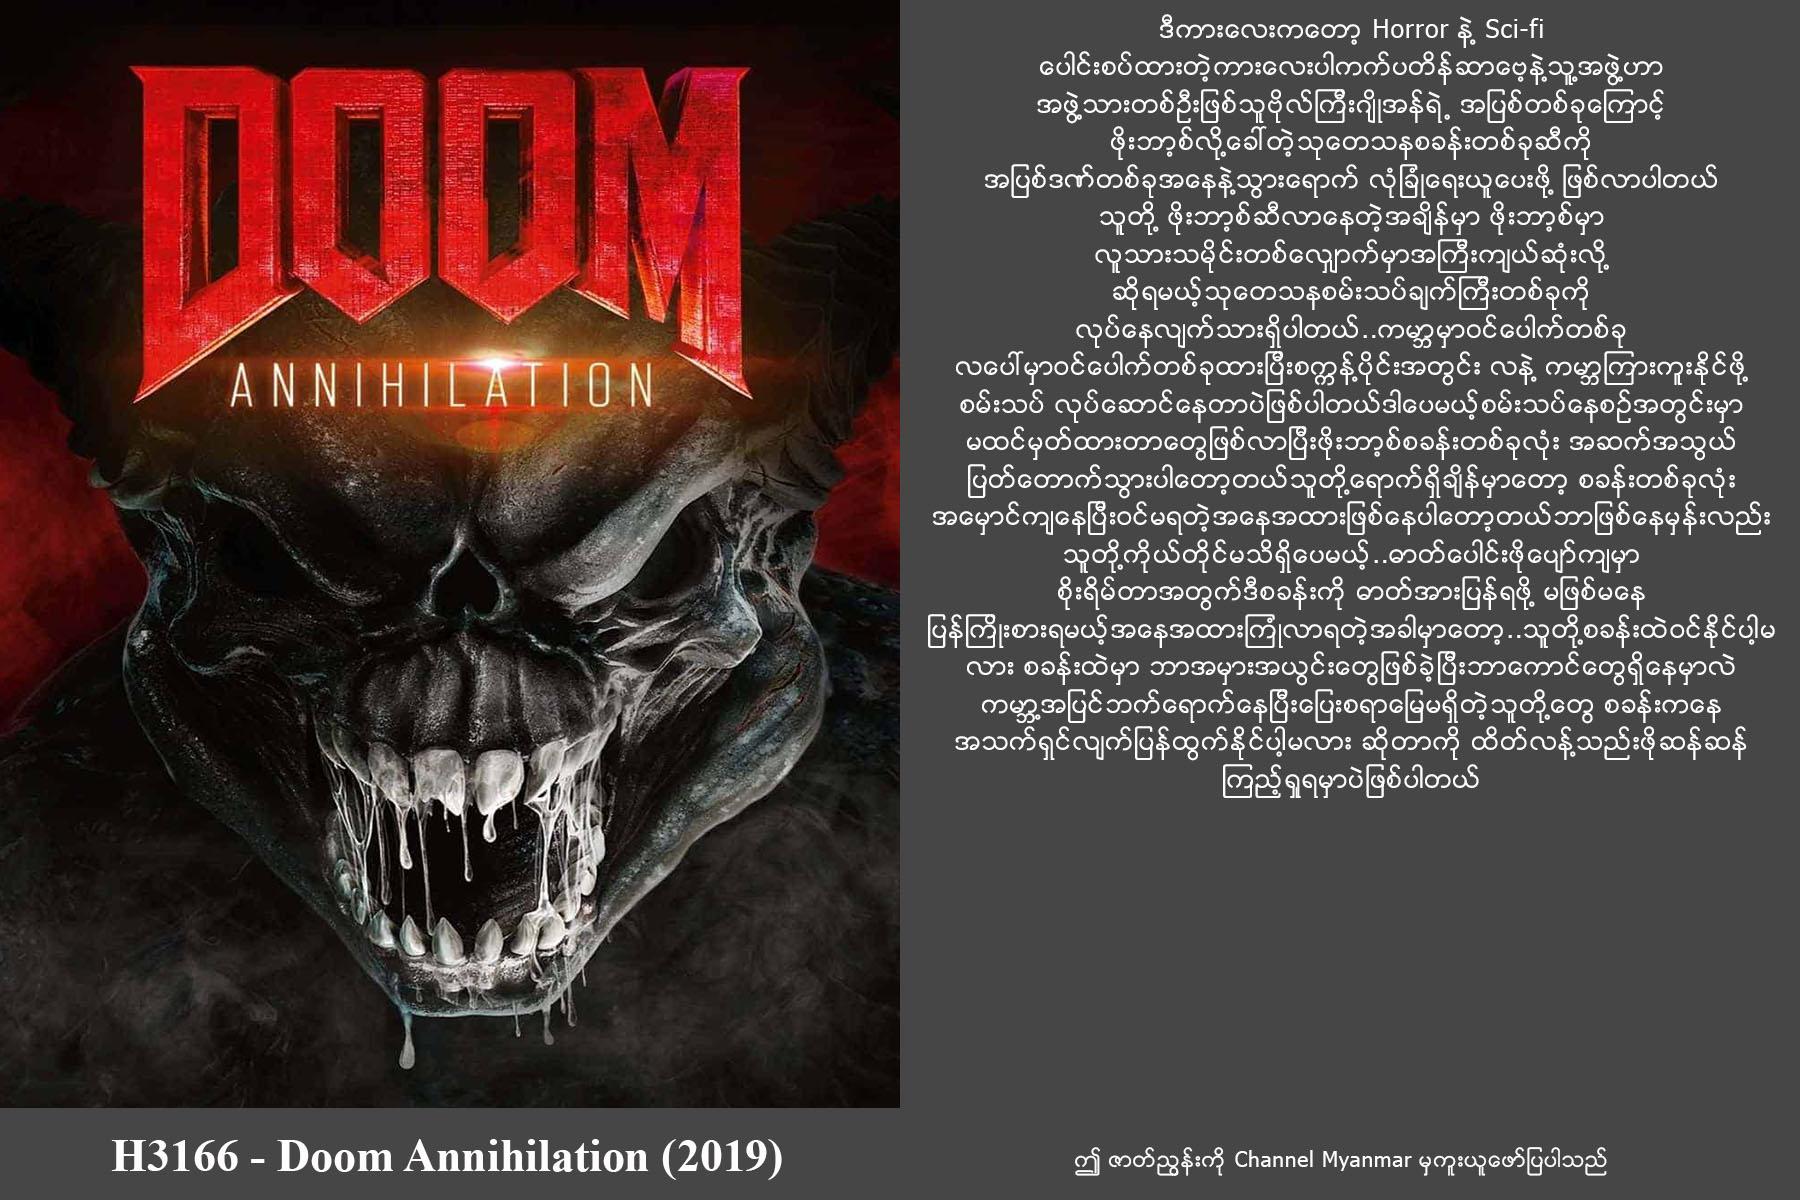 DOOM
ANNIHILATION
H3166 - Doom Annihilation (2019)
ဒီကားလေးကတော့ Horror နဲ့ Sci-fi
ပေါင်းစပ်ထားတဲ့ကားလေးပါကက်ပတိန်ဆာဗေ့နဲ့သူ့အဖွဲ့ဟာ
အဖွဲ့သားတစ်ဦးဖြစ်သူဗိုလ်ကြီးဂျိုအန်ရဲ့ အပြစ်တစ်ခုကြောင့်
ဖိုးဘာ့စ်လို့ခေါ်တဲ့သုတေသနစခန်းတစ်ခုဆီကို
အပြစ်ဒဏ်တစ်ခုအနေနဲ့သွားရောက် လုံခြုံရေးယူပေးဖို့ ဖြစ်လာပါတယ်
သူတို့ ဖိုးဘာ့စ်ဆီလာနေတဲ့အချိန်မှာ ဖိုးဘာ့စ်မှာ
လူသားသမိုင်းတစ်လျှောက်မှာအကြီးကျယ်ဆုံးလို့
ဆိုရမယ့်သုတေသနစမ်းသပ်ချက်ကြီးတစ်ခုကို
လုပ်နေလျက်သားရှိပါတယ်..ကမ္ဘာမှာဝင်ပေါက်တစ်ခု
လပေါ်မှာဝင်ပေါက်တစ်ခုထားပြီးစက္ကန့်ပိုင်းအတွင်း လနဲ့ ကမ္ဘာကြားကူးနိုင်ဖို့
စမ်းသပ် လုပ်ဆောင်နေတာပဲဖြစ်ပါတယ်ဒါပေမယ့်စမ်းသပ်နေစဉ်အတွင်းမှာ
မထင်မှတ်ထားတာတွေဖြစ်လာပြီးဖိုးဘာ့စ်စခန်းတစ်ခုလုံး အဆက်အသွယ်
ပြတ်တောက်သွားပါတော့တယ်သူတို့ရောက်ရှိချိန်မှာတော့ စခန်းတစ်ခုလုံး
အမှောင်ကျနေပြီးဝင်မရတဲ့အနေအထားဖြစ်နေပါတော့တယ်ဘာဖြစ်နေမှန်းလည်း
သူတို့ကိုယ်တိုင်မသိရှိပေမယ့်..ဓာတ်ပေါင်းဖိုပျော်ကျမှာ
စိုးရိမ်တာအတွက်ဒီစခန်းကို ဓာတ်အားပြန်ရဖို့ မဖြစ်မနေ
ပြန်ကြိုးစားရမယ့်အနေအထားကြုံလာရတဲ့အခါမှာတော့..သူတို့စခန်းထဲဝင်နိုင်ပါ့မ
လား စခန်းထဲမှာ ဘာအမှားအယွင်းတွေဖြစ်ခဲ့ပြီးဘာကောင်တွေရှိနေမှာလဲ
ကမ္ဘာ့အပြင်ဘက်ရောက်နေပြီးပြေးစရာမြေမရှိတဲ့သူတို့တွေ စခန်းကနေ
အသက်ရှင်လျက်ပြန်ထွက်နိုင်ပါ့မလား ဆိုတာကို ထိတ်လန့်သည်းဖိုဆန်ဆန်
ကြည့်ရှုရမှာပဲဖြစ်ပါတယ်
ဤ ဇာတ်ညွှန်းကို Channel Myanmar မှကူးယူဖော်ပြပါသည်